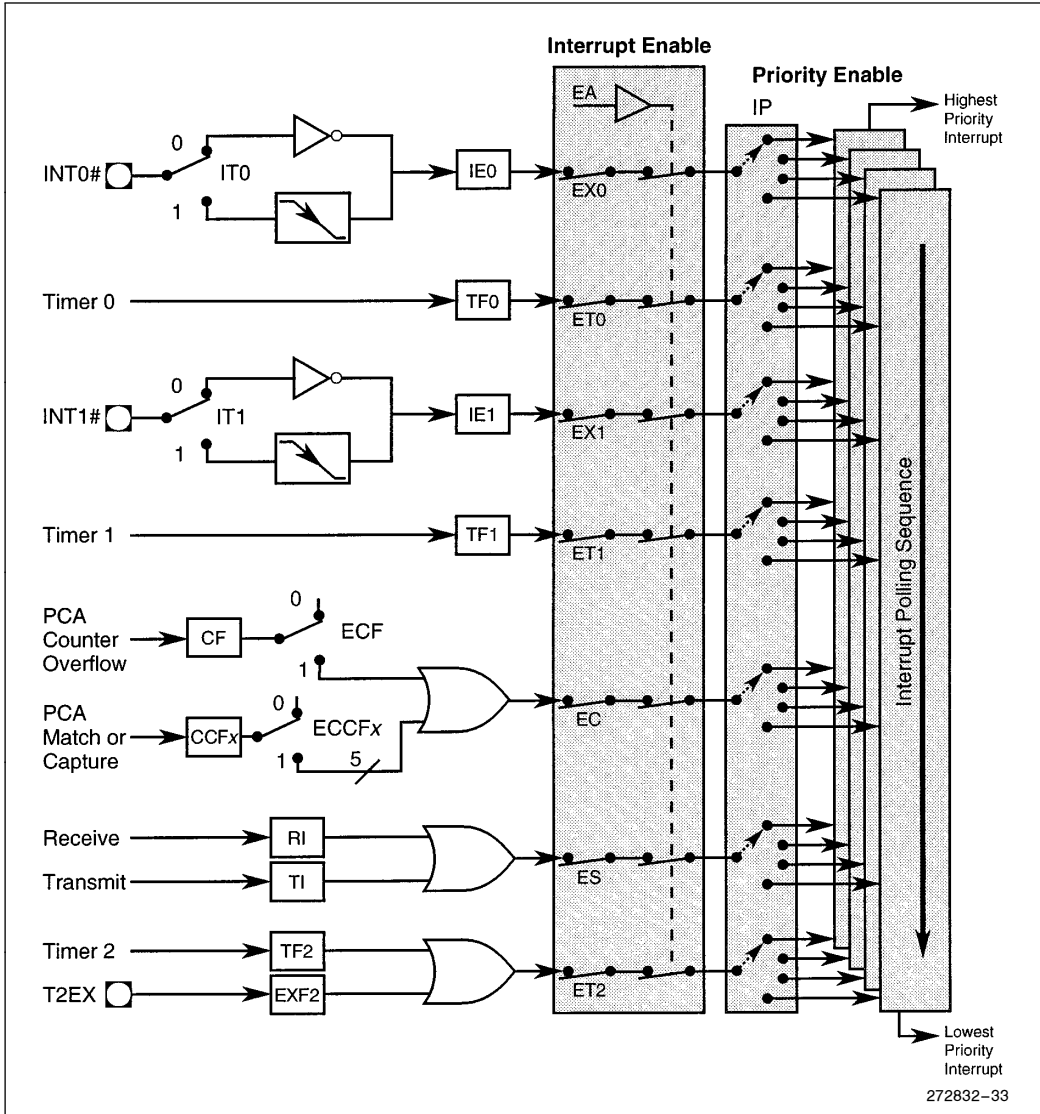 Interrupt Enable
Priority Enable
EA
IP
Highest
Priority
Interrupt
0
INT0#
IT0
1
IE0
EX0
Timer 0
TF0
ET0
0
INT1#
IT1
1
IE1
EX1
Timer 1
TF1
ET1
Interrupt Polling Sequence
PCA
Counter
Overflow
CF
0
ECF
1
PCA
Match or
Capture
CCFx
0
ECCFx
1
5
EC
Receive
RI
Transmit
TI
ES
Timer 2
TF2
T2EX
EXF2
ET2
Lowest
Priority
Interrupt
272832-33